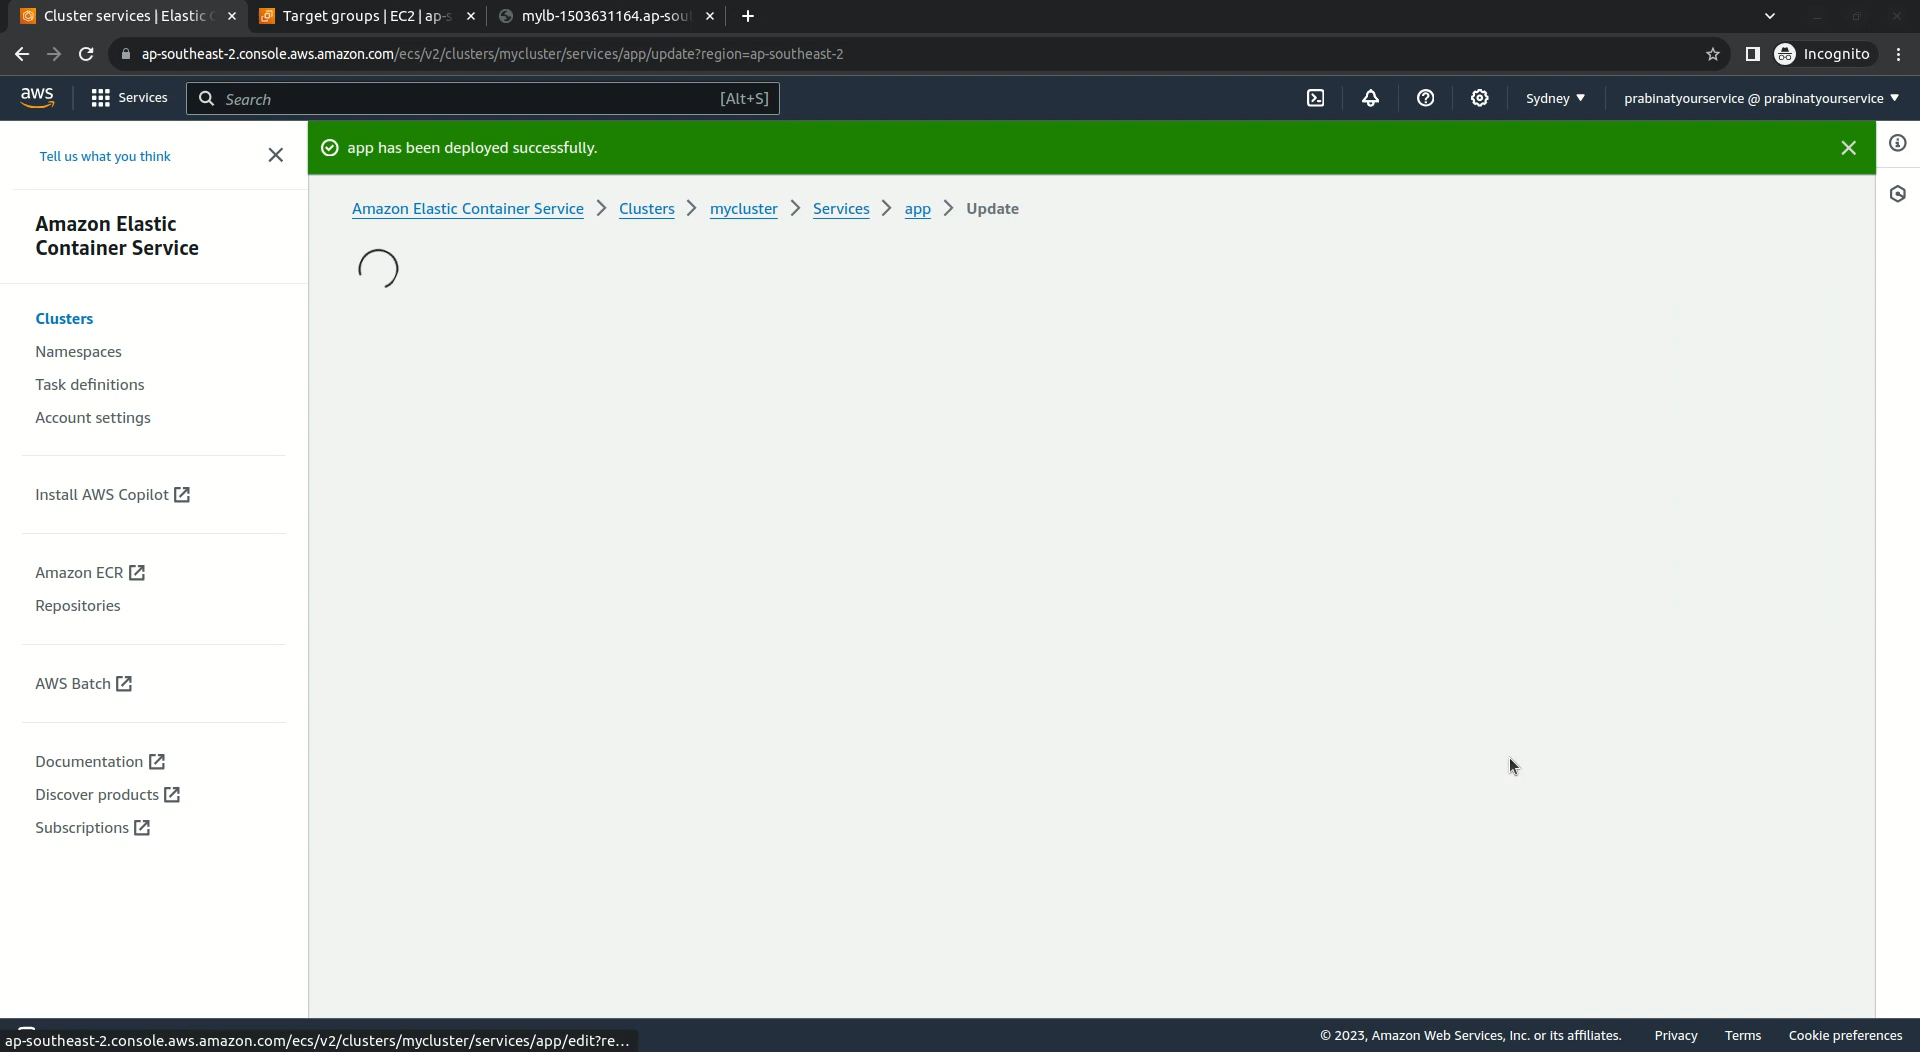 Cluster services | Elastic C
Target groups | EC2 | ap-s
mylb-1503631164.ap-sou
ap-southeast-2.console.aws.amazon.com/ecs/v2/clusters/mycluster/services/app/update?region=ap-southeast-2
Incognito
aws
Services
Search
[Alt+S]
Sydney
prabinatyourservice @ prabinatyourservice
Tell us what you think
app has been deployed successfully.
Amazon Elastic Container Service
Clusters
mycluster
Services
app
Update
Amazon Elastic
Container Service
Clusters
Namespaces
Task definitions
Account settings
Install AWS Copilot
Amazon ECR
Repositories
AWS Batch
Documentation
Discover products
Subscriptions
ap-southeast-2.console.aws.amazon.com/ecs/v2/clusters/mycluster/services/app/edit?re...
© 2023, Amazon Web Services, Inc. or its affiliates.
Privacy
Terms
Cookie preferences